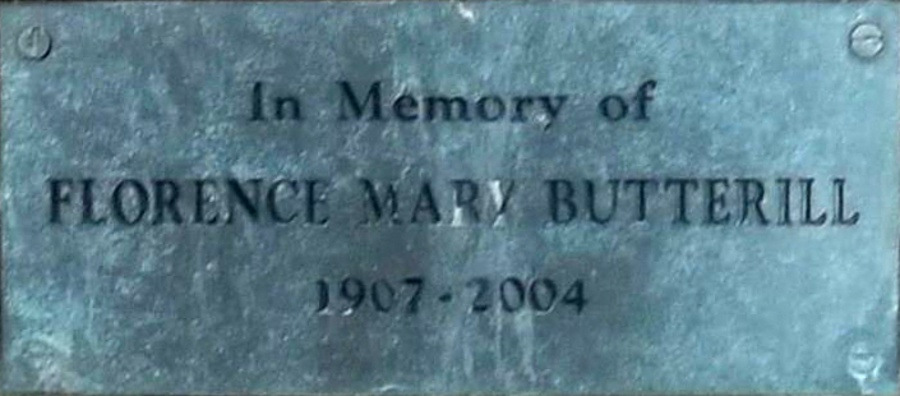 In Memory of
FLORENCE MARY BUTTERILL
1907 - 2004